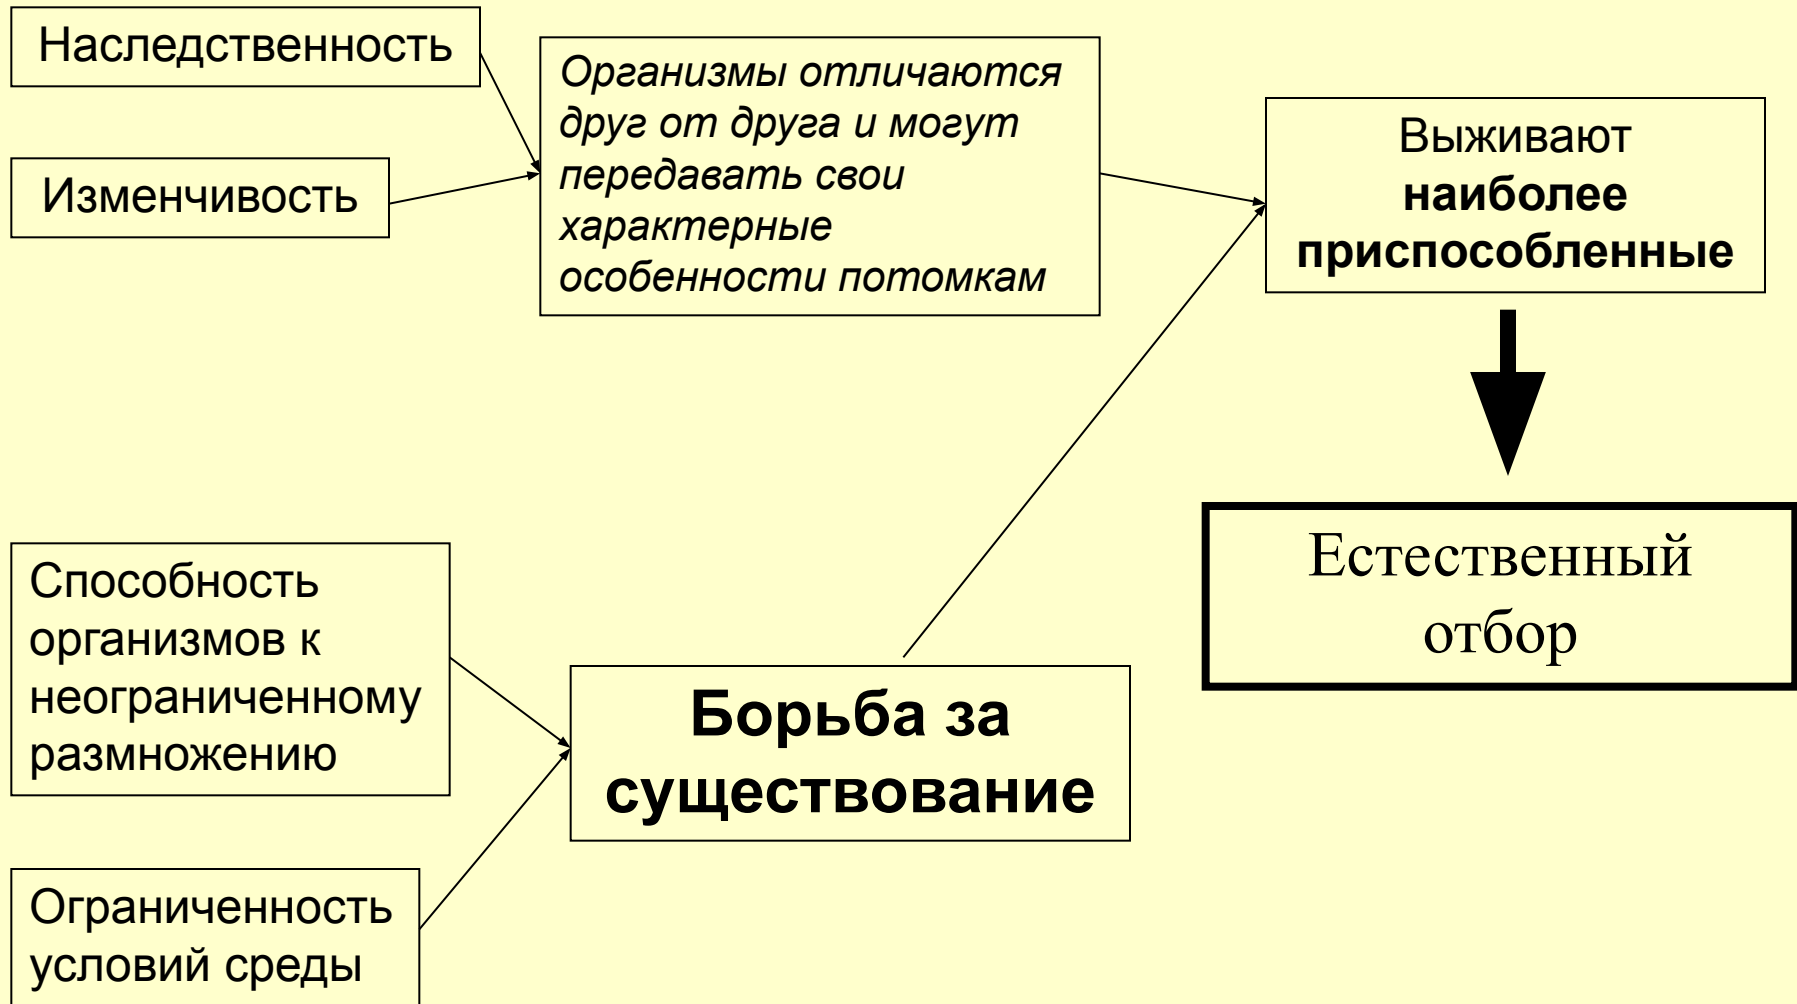 Наследственность
Изменчивость
Организмы отличаются
друг от друга и могут
передавать свои
характерные
особенности потомкам
Выживают
наиболее
приспособленные
Естественный
отбор
Способность
организмов к
неограниченному
размножению
Борьба за
существование
Ограниченность
условий среды